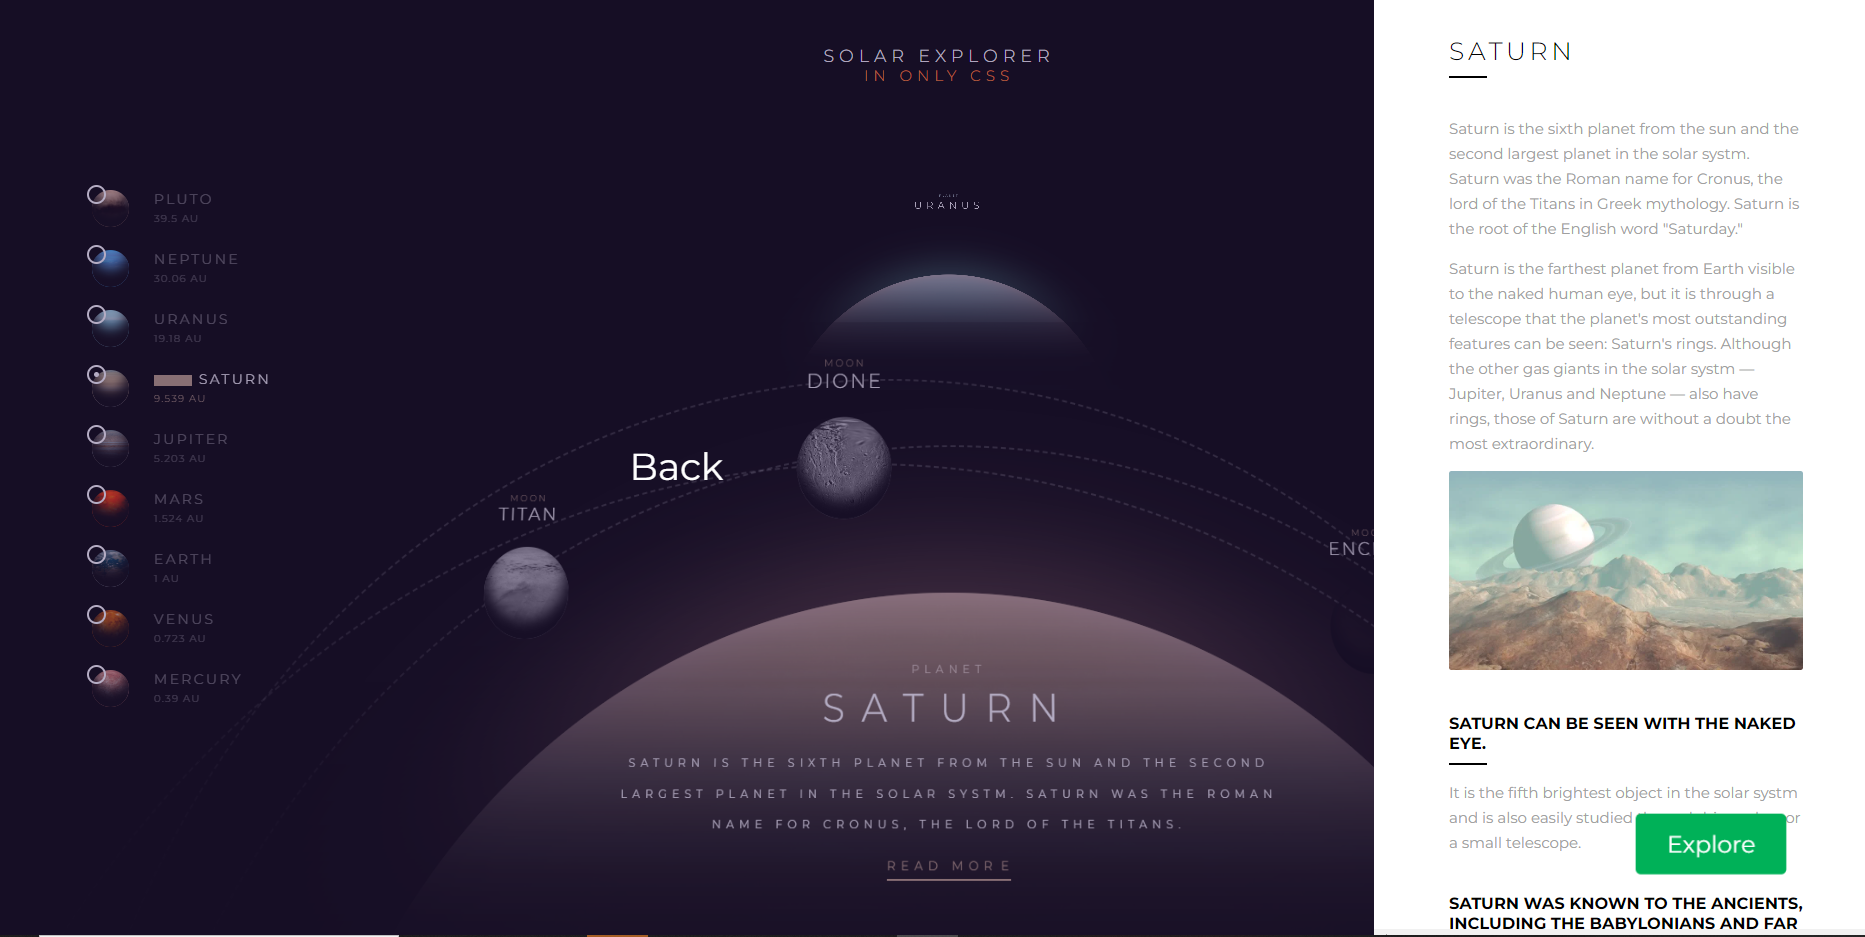 SOLAR EXPLORER
IN ONLY CSS
PLUTO
39.5 AU
NEPTUNE
30.06 AU
URANUS
19.18 AU
SATURN
9.539 AU
JUPITER
5.203 AU
MARS
1.524 AU
EARTH
1 AU
VENUS
0.723 AU
MERCURY
0.39 AU
URANUS
MOON
DIONE
Back
MOON
TITAN
PLANET
SATURN
SATURN IS THE SIXTH PLANET FROM THE SUN AND THE SECOND
LARGEST PLANET IN THE SOLAR SYSTM. SATURN WAS THE ROMAN
NAME FOR CRONUS, THE LORD OF THE TITANS.
READ MORE
SATURN
Saturn is the sixth planet from the sun and the
second largest planet in the solar systm.
Saturn was the Roman name for Cronus, the
lord of the Titans in Greek mythology. Saturn is
the root of the English word "Saturday."
Saturn is the farthest planet from Earth visible
to the naked human eye, but it is through a
telescope that the planet's most outstanding
features can be seen: Saturn's rings. Although
the other gas giants in the solar systm —
Jupiter, Uranus and Neptune — also have
rings, those of Saturn are without a doubt the
most extraordinary.
SATURN CAN BE SEEN WITH THE NAKED
EYE.
It is the fifth brightest object in the solar systm
and is also easily studied or
a small telescope.
Explore
SATURN WAS KNOWN TO THE ANCIENTS,
INCLUDING THE BABYLONIANS AND FAR